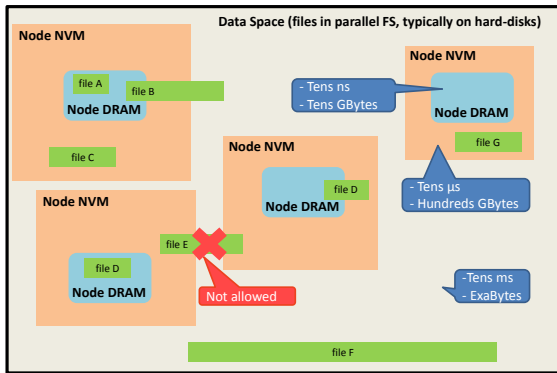 Data Space (files in parallel FS, typically on hard-disks)
Node NVM
file A
file B
Node DRAM
file C
- Tens ns
- Tens GBytes
Node NVM
Node DRAM
file G
- Tens µs
- Hundreds GBytes
Node NVM
file D
Node DRAM
Node NVM
file E
file D
Node DRAM
Not allowed
-Tens ms
- ExaBytes
file F